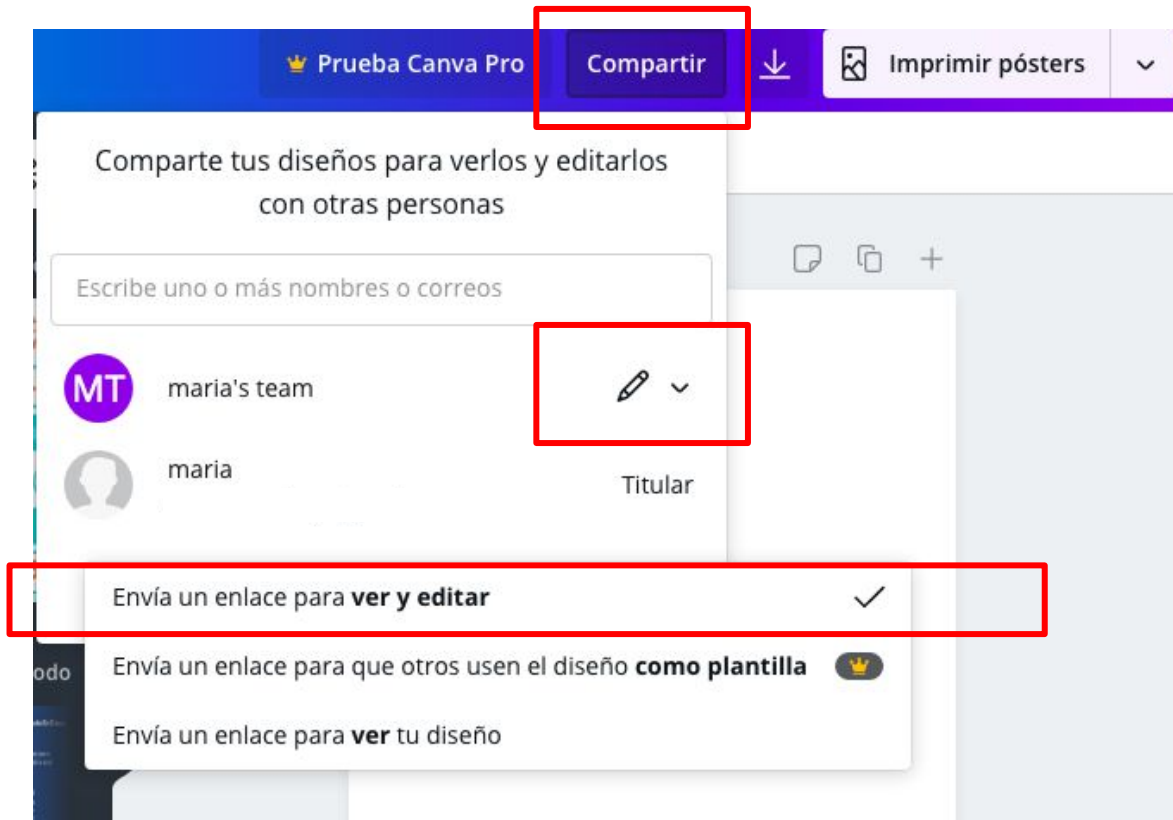 Prueba Canva Pro
Compartir
Imprimir pósters
Comparte tus diseños para verlos y editarlos
con otras personas
Escribe uno o más nombres o correos
MT
maria's team
maria
Titular
Envía un enlace para ver y editar
Envía un enlace para que otros usen el diseño como plantilla
Envía un enlace para ver tu diseño
odo